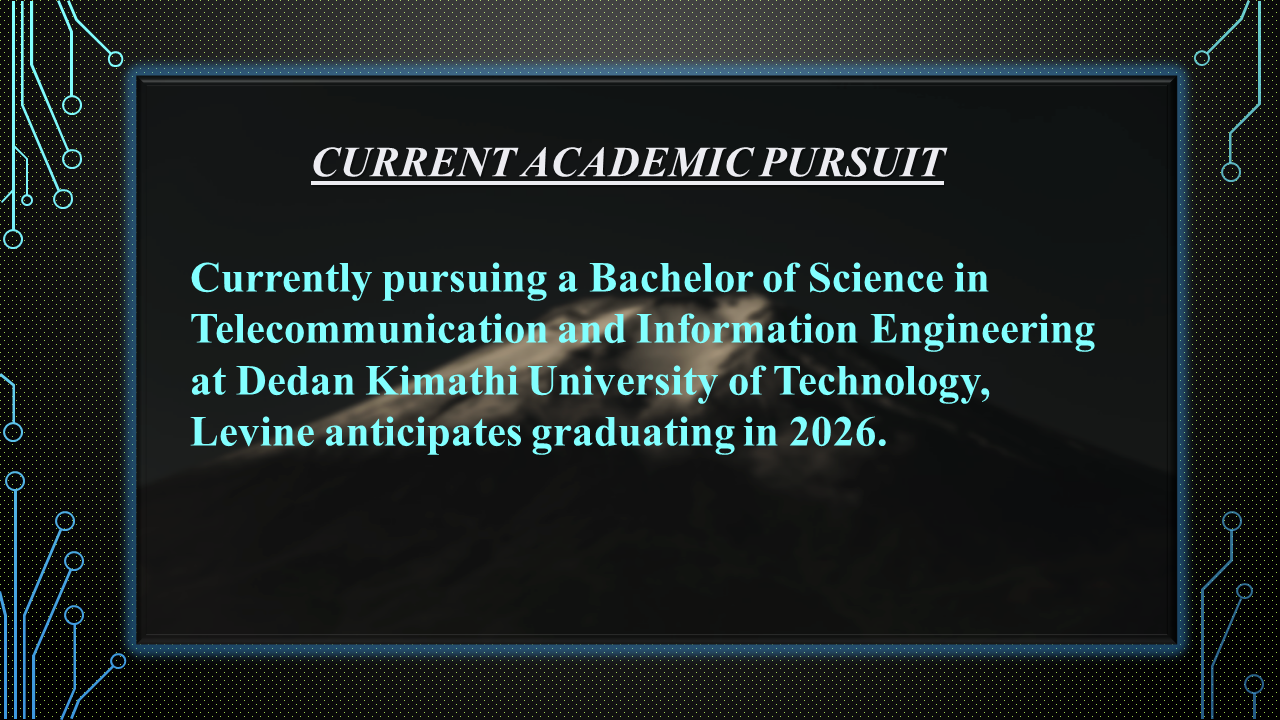 CURRENT ACADEMIC PURSUIT
Currently pursuing a Bachelor of Science in
Telecommunication and Information Engineering
at Dedan Kimathi University of Technology,
Levine anticipates graduating in 2026.